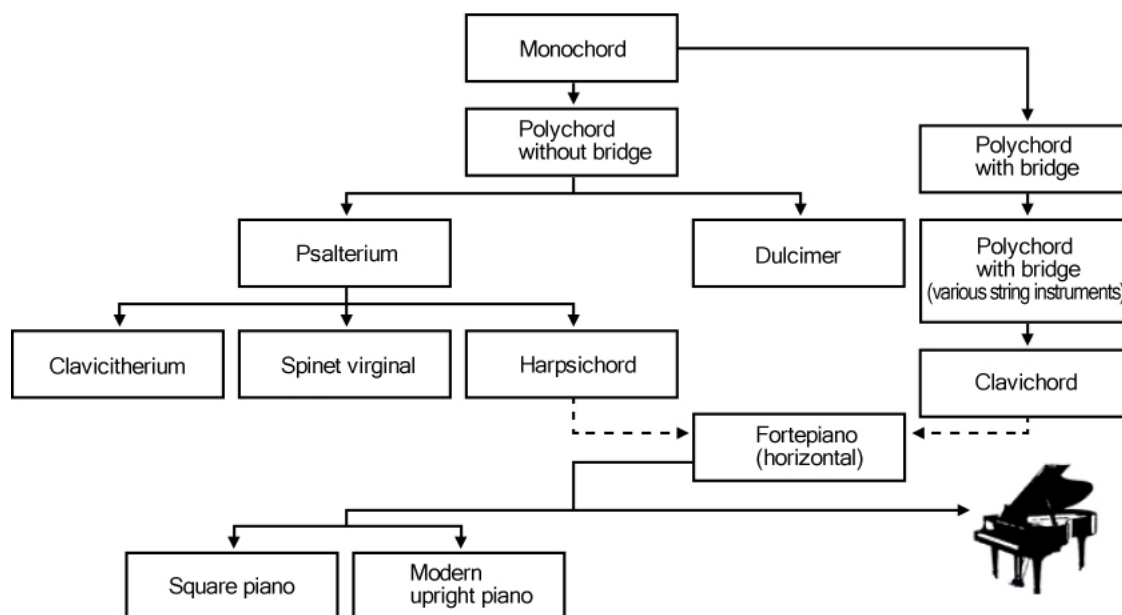 Monochord
Polychord
without bridge
Polychord
with bridge
Psalterium
Dulcimer
Polychord
with bridge
(various string instruments)
Clavicitherium
Spinet virginal
Harpsichord
Clavichord
Fortepiano
(horizontal)
Square piano
Modern
upright piano